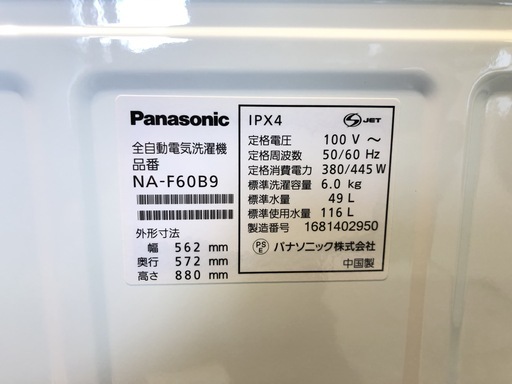 Panasonic
全自動電気洗濯機
品番
NA-F60B9
外形寸法
幅 562 mm
奥行 572 mm
高さ 880 mm
IPX4
S JET
定格電圧 100 V ～
定格周波数 50/60 Hz
定格消費電力 380/445 W
標準洗濯容量 6.0 kg
標準水量 49 L
標準使用水量 116 L
製造番号 1681402950
PS E パナソニック株式会社
中国製